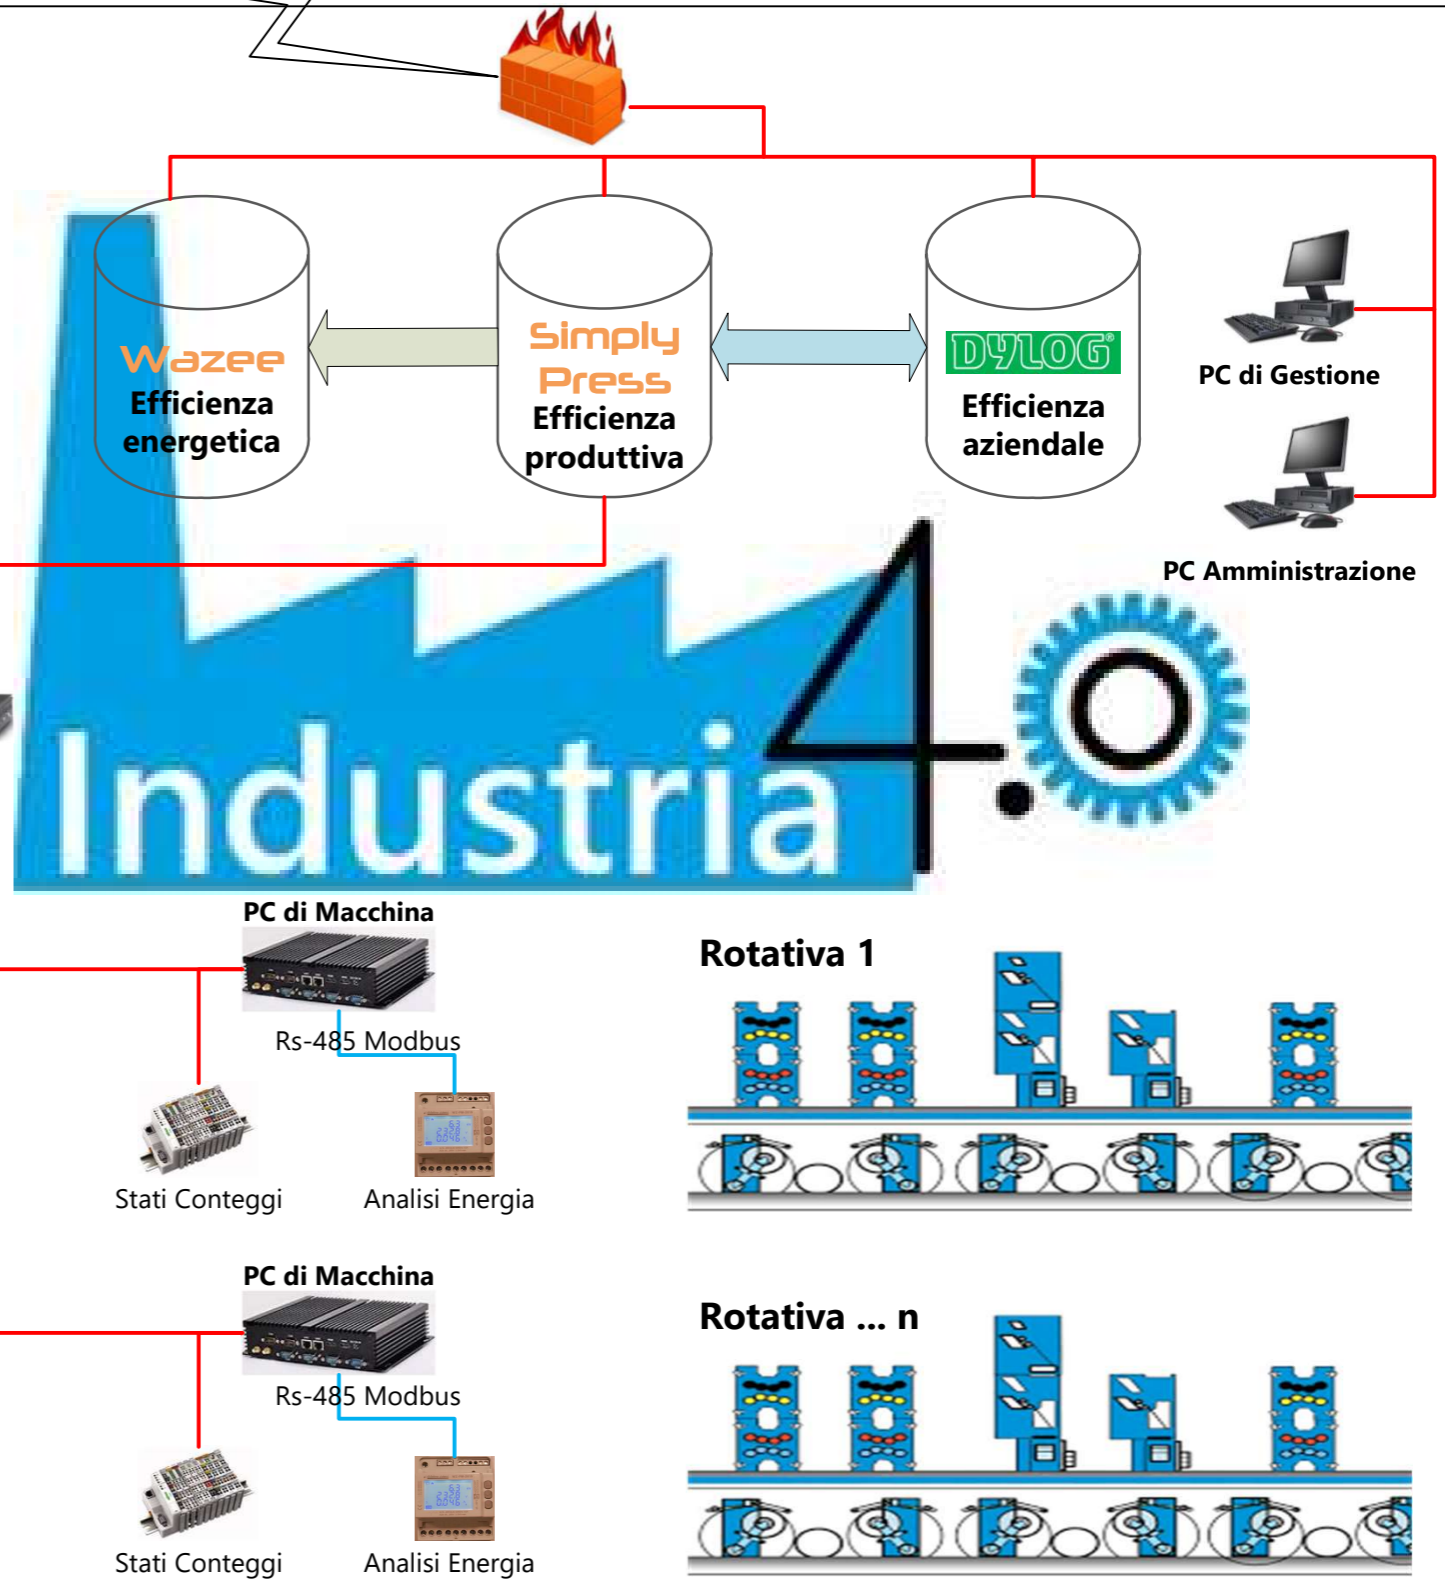 Wazee
Efficienza
energetica
Simply
Press
Efficienza
produttiva
DYLOG®
Efficienza
aziendale
PC di Gestione
PC Amministrazione
Industria 4.0
PC di Macchina
Rs-485 Modbus
Stati Conteggi
Analisi Energia
Rotativa 1
PC di Macchina
Rs-485 Modbus
Stati Conteggi
Analisi Energia
Rotativa ... n